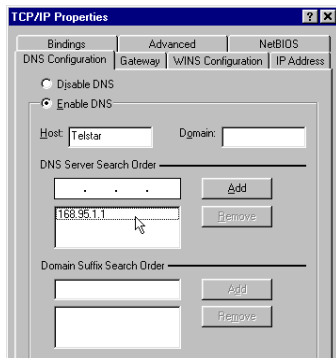 TCP/IP Properties
Bindings Advanced NetBIOS
DNS Configuration Gateway WINS Configuration IP Address
Disable DNS
Enable DNS
Host: Telstar Domain:
DNS Server Search Order
. . . Add
168.95.1.1 Remove
Domain Suffix Search Order
Add
Remove